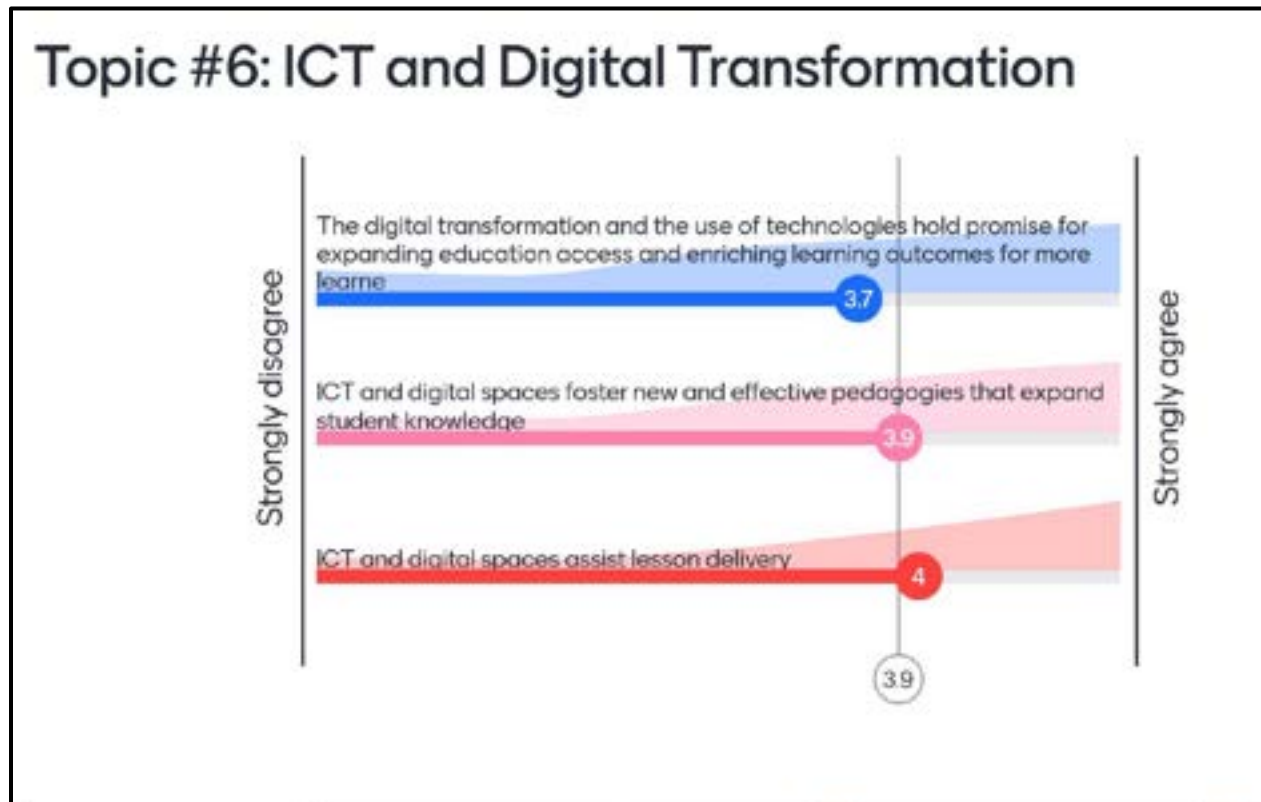 Topic #6: ICT and Digital Transformation
Strongly disagree
The digital transformation and the use of technologies hold promise for
expanding education access and enriching learning outcomes for more
learne
3.7
ICT and digital spaces foster new and effective pedagogies that expand
student knowledge
3.9
ICT and digital spaces assist lesson delivery
4
3.9
Strongly agree